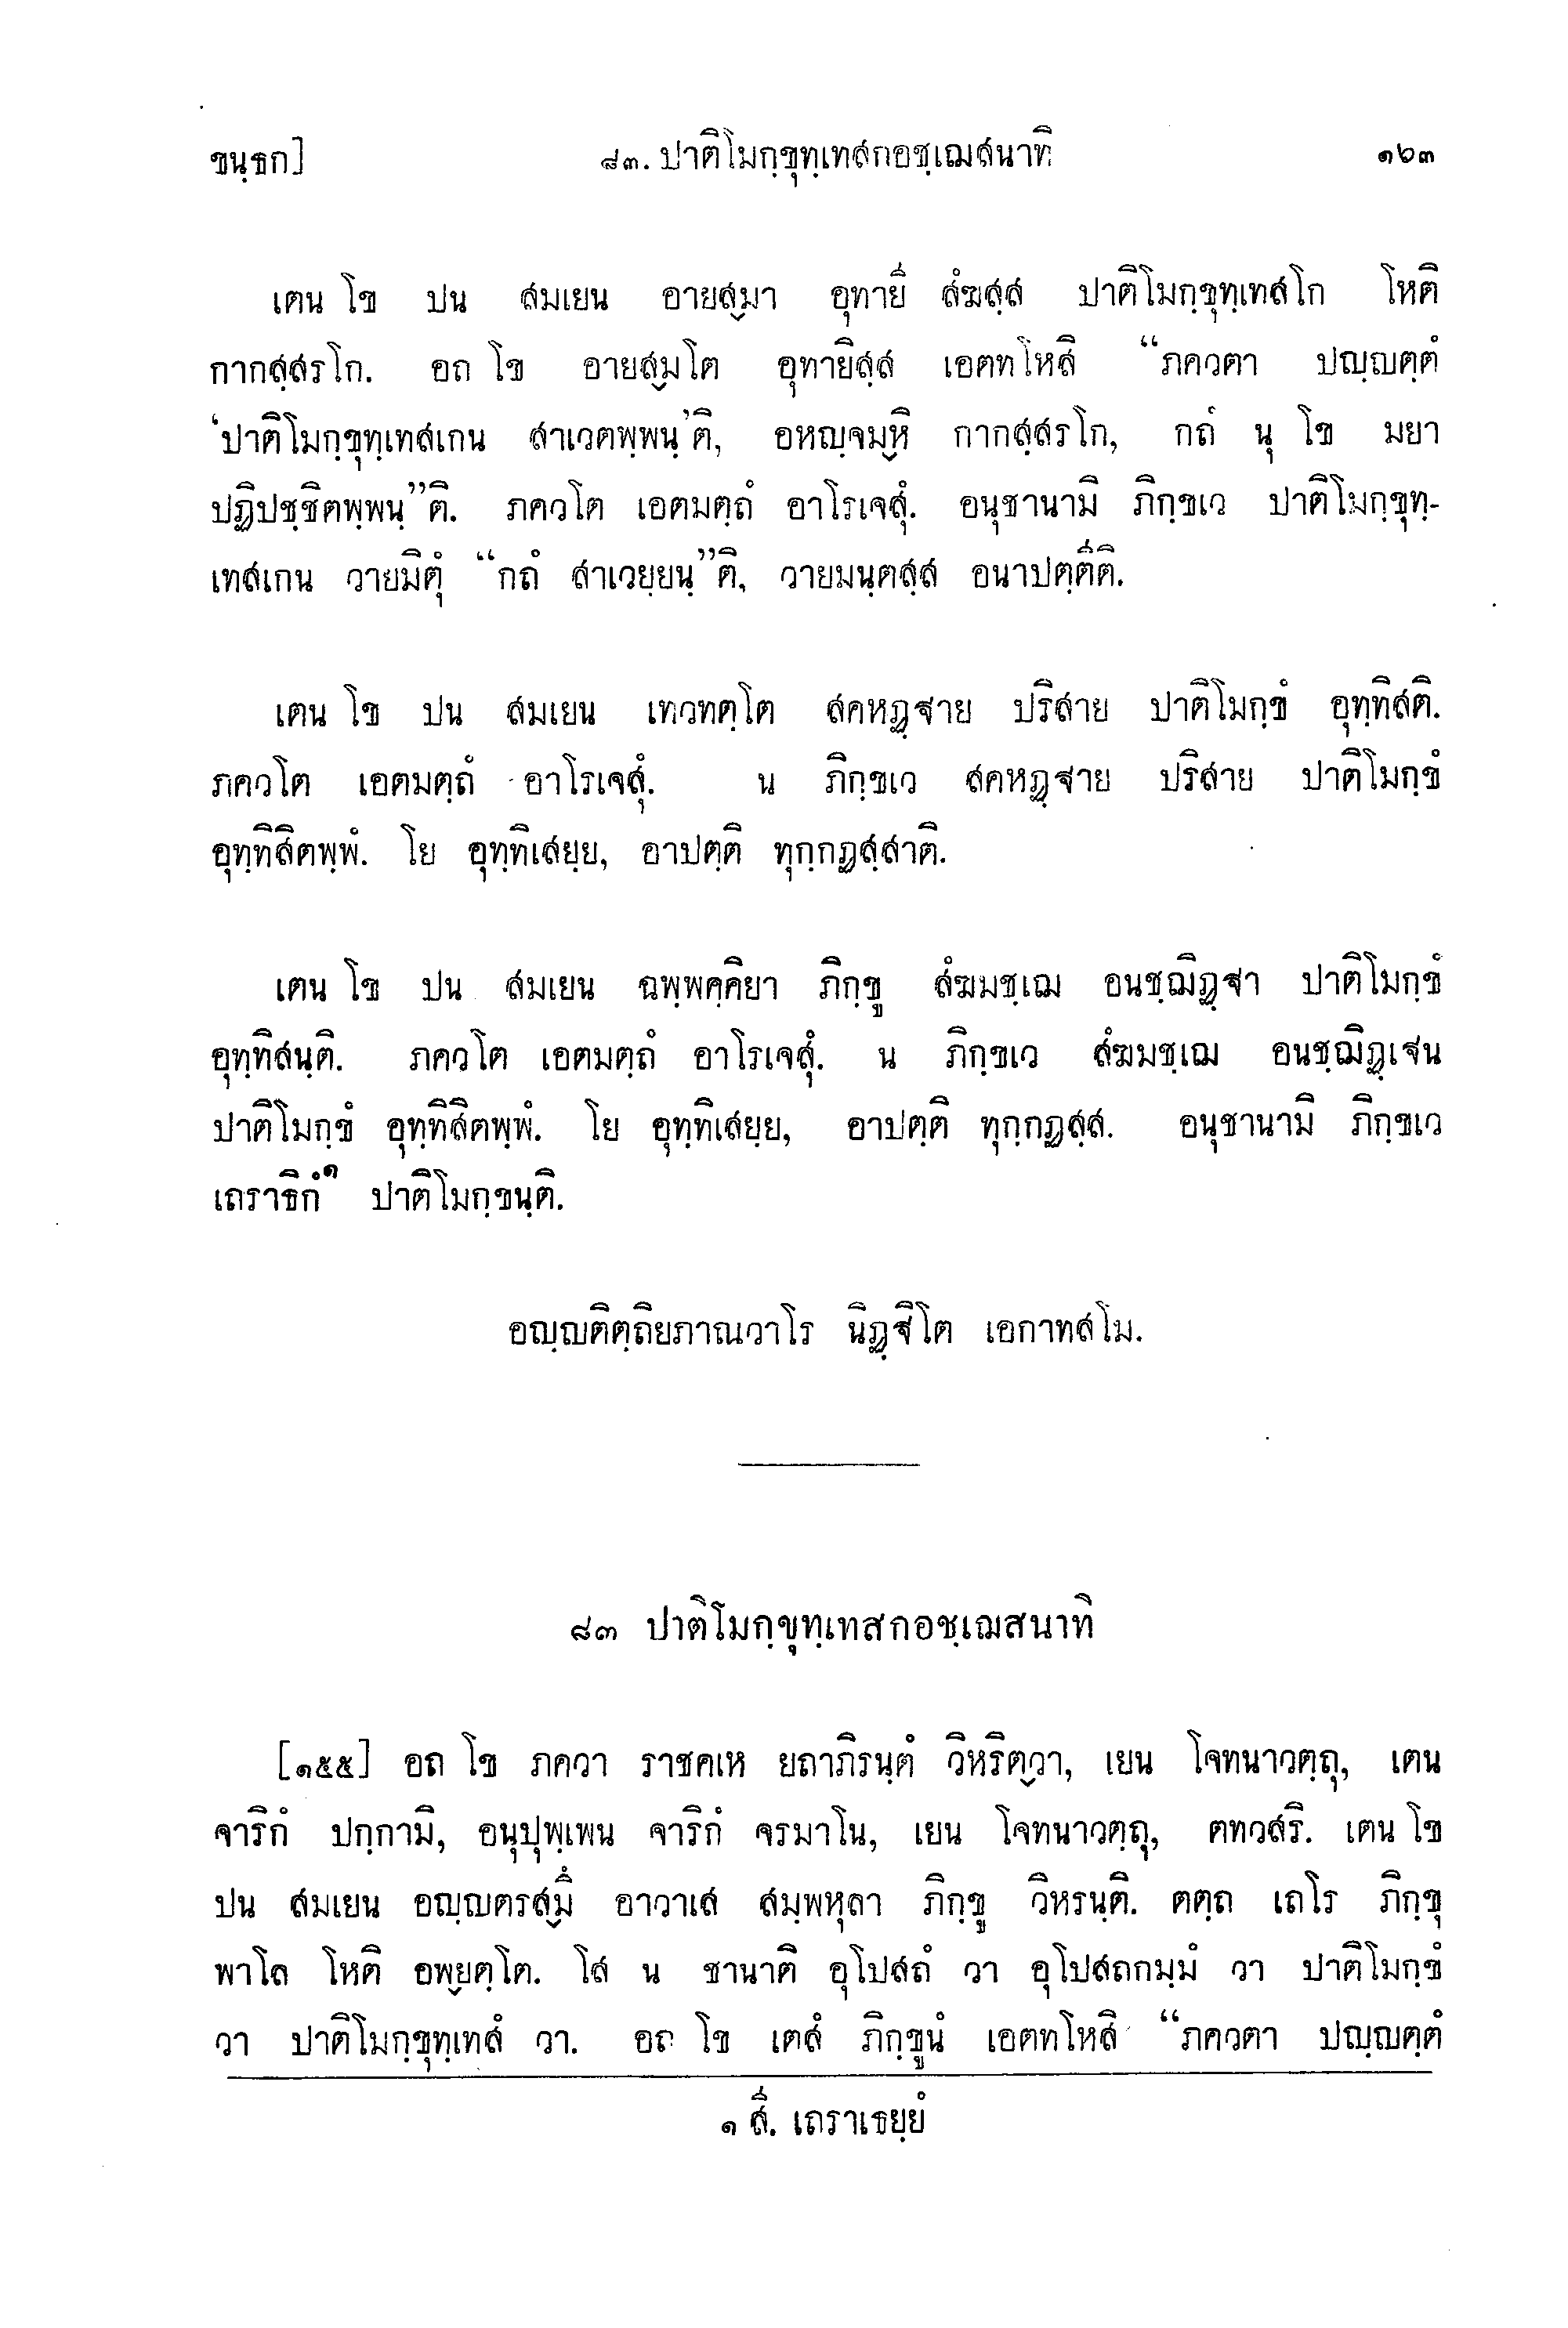 ขนฺธก]	๘๓. ปาติโมกฺขุทฺเทสกอชฺเฌสนาทิ	๑๖๓
เตน โข ปน สมเยน อายสฺมา อุทายี สํฆสฺส ปาติโมกฺขุทฺเทสโก โหติ
กากสฺสรโก. อถ โข อายสฺมโต อุทายิสฺส เอตทโหสิ “ภควตา ปญฺญตฺตํ
‘ปาติโมกฺขุทฺเทสเกน สาเวตพฺพนฺ’ติ, อหญฺจมฺหิ กากสฺสรโก, กถํ นุ โข มยา
ปฏิปชฺชิตพฺพนฺ”ติ. ภควโต เอตมตฺถํ อาโรเจสุํ. อนุชานามิ ภิกฺขเว ปาติโมกฺขุทฺ-
เทสเกน วายมิตุํ “กถํ สาเวยฺยนฺ”ติ, วายมนฺตสฺส อนาปตฺตีติ.
เตน โข ปน สมเยน เทวทตฺโต สคหฏฺฐาย ปริสาย ปาติโมกฺขํ อุทฺทิสติ.
ภควโต เอตมตฺถํ อาโรเจสุํ. น ภิกฺขเว สคหฏฺฐาย ปริสาย ปาติโมกฺขํ
อุทฺทิสิตพฺพํ. โย อุทฺทิเสยฺย, อาปตฺติ ทุกฺกฏสฺสาติ.
เตน โข ปน สมเยน ฉพฺพคฺคิยา ภิกฺขู สํฆมชฺเฌ อนชฺฌิฏฺฐา ปาติโมกฺขํ
อุทฺทิสนฺติ. ภควโต เอตมตฺถํ อาโรเจสุํ. น ภิกฺขเว สํฆมชฺเฌ อนชฺฌิฏฺเฐน
ปาติโมกฺขํ อุทฺทิสิตพฺพํ. โย อุทฺทิเสยฺย, อาปตฺติ ทุกฺกฏสฺส. อนุชานามิ ภิกฺขเว
เถราธิกํ๑ ปาติโมกฺขนฺติ.
อญฺญติตฺถิยภาณวาโร นิฏฺฐิโต เอกาทสโม.
๘๓ ปาติโมกฺขุทฺเทสกอชฺเฌสนาทิ
[๑๕๕] อถ โข ภควา ราชคเห ยถาภิรนฺตํ วิหริตฺวา, เยน โจทนาวตฺถุ, เตน
จาริกํ ปกฺกามิ, อนุปุพฺเพน จาริกํ จรมาโน, เยน โจทนาวตฺถุ, ตทวสริ. เตน โข
ปน สมเยน อญฺญตรสฺมึ อาวาเส สมฺพหุลา ภิกฺขู วิหรนฺติ. ตตฺถ เถโร ภิกฺขุ
พาโล โหติ อพฺยตฺโต. โส น ชานาติ อุโปสถํ วา อุโปสถกมฺมํ วา ปาติโมกฺขํ
วา ปาติโมกฺขุทฺเทสํ วา. อถ โข เตสํ ภิกฺขูนํ เอตทโหสิ “ภควตา ปญฺญตฺตํ
๑ สี. เถราเธยฺยํ